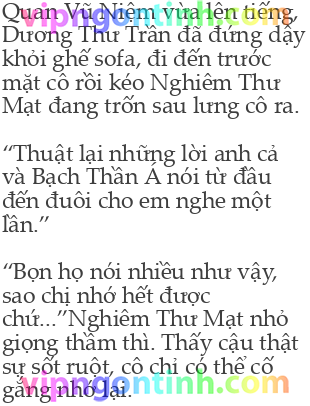 Quan Vũ Niệm vừa lên tiếng,
Dương Thư Trân đã đứng dậy
khỏi ghế sofa, đi đến trước
mặt cô rồi kéo Nghiêm Thư
Mạt đang trốn sau lưng cô ra.
“Thuật lại những lời anh cả
và Bạch Thần Á nói từ đầu
đến đuôi cho em nghe một
lần.”
“Bọn họ nói nhiều như vậy,
sao chị nhớ hết được
chứ...”Nghiêm Thư Mạt nhỏ
giọng thầm thì. Thấy cậu thật
sự sốt ruột, cô chỉ có thể cố
gắng nhớ lại.
vipngontinh.com
vipngontinh.com